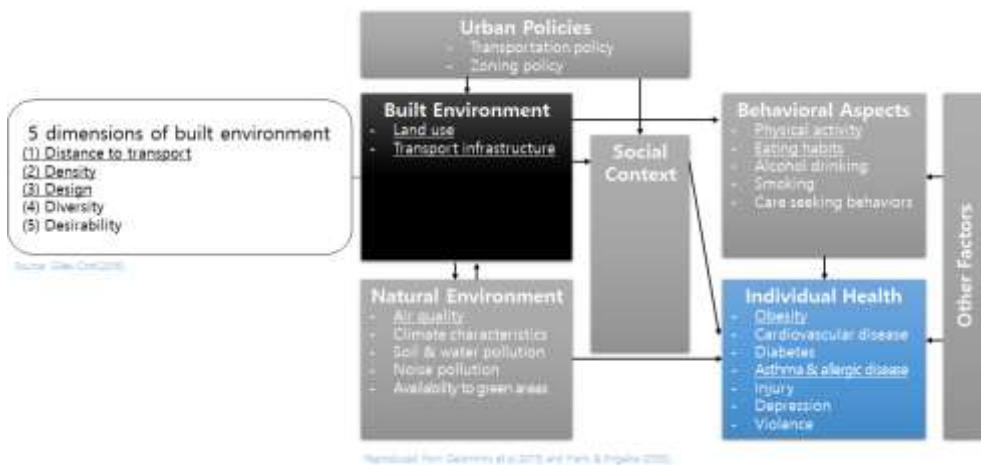 Urban Policies
- Transportation policy
- Zoning policy
5 dimensions of built environment
(1) Distance to transport
(2) Density
(3) Design
(4) Diversity
(5) Desirability
Built Environment
- Land use
- Transport infrastructure
Social
Context
Behavioral Aspects
- Physical activity
- Eating habits
- Alcohol drinking
- Smoking
- Care seeking behaviors
Natural Environment
- Air quality
- Climate characteristics
- Soil & water pollution
- Noise pollution
- Availability to green areas
Individual Health
- Obesity
- Cardiovascular disease
- Diabetes
- Asthma & allergic disease
- Injury
- Depression
- Violence
Other Factors
Source:
Reproduced from